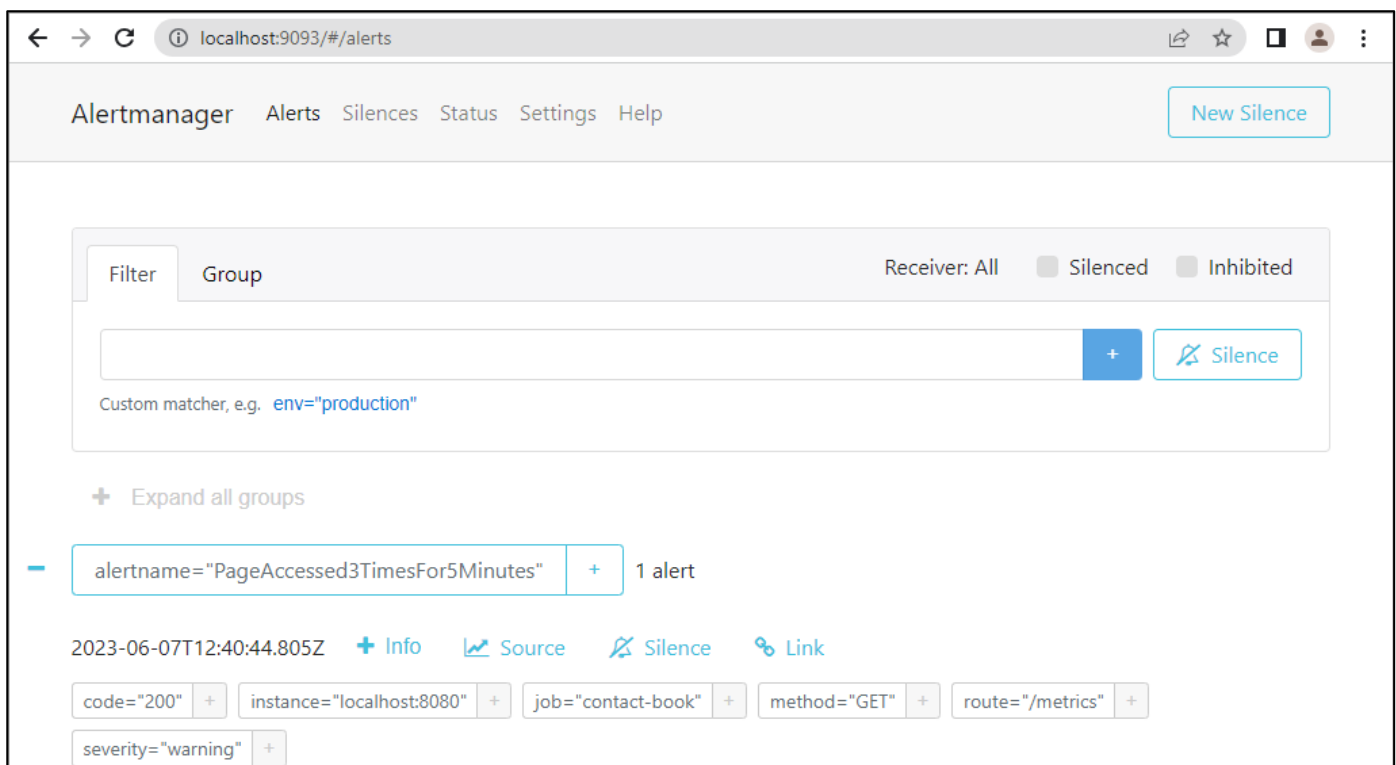 localhost:9093/#/alerts
Alertmanager Alerts Silences Status Settings Help New Silence
Filter Group Receiver: All Silenced Inhibited
+ Silence
Custom matcher, e.g. env="production"
+ Expand all groups
alertname="PageAccessed3TimesFor5Minutes" + 1 alert
2023-06-07T12:40:44.805Z + Info Source Silence Link
code="200" + instance="localhost:8080" + job="contact-book" + method="GET" + route="/metrics" +
severity="warning" +